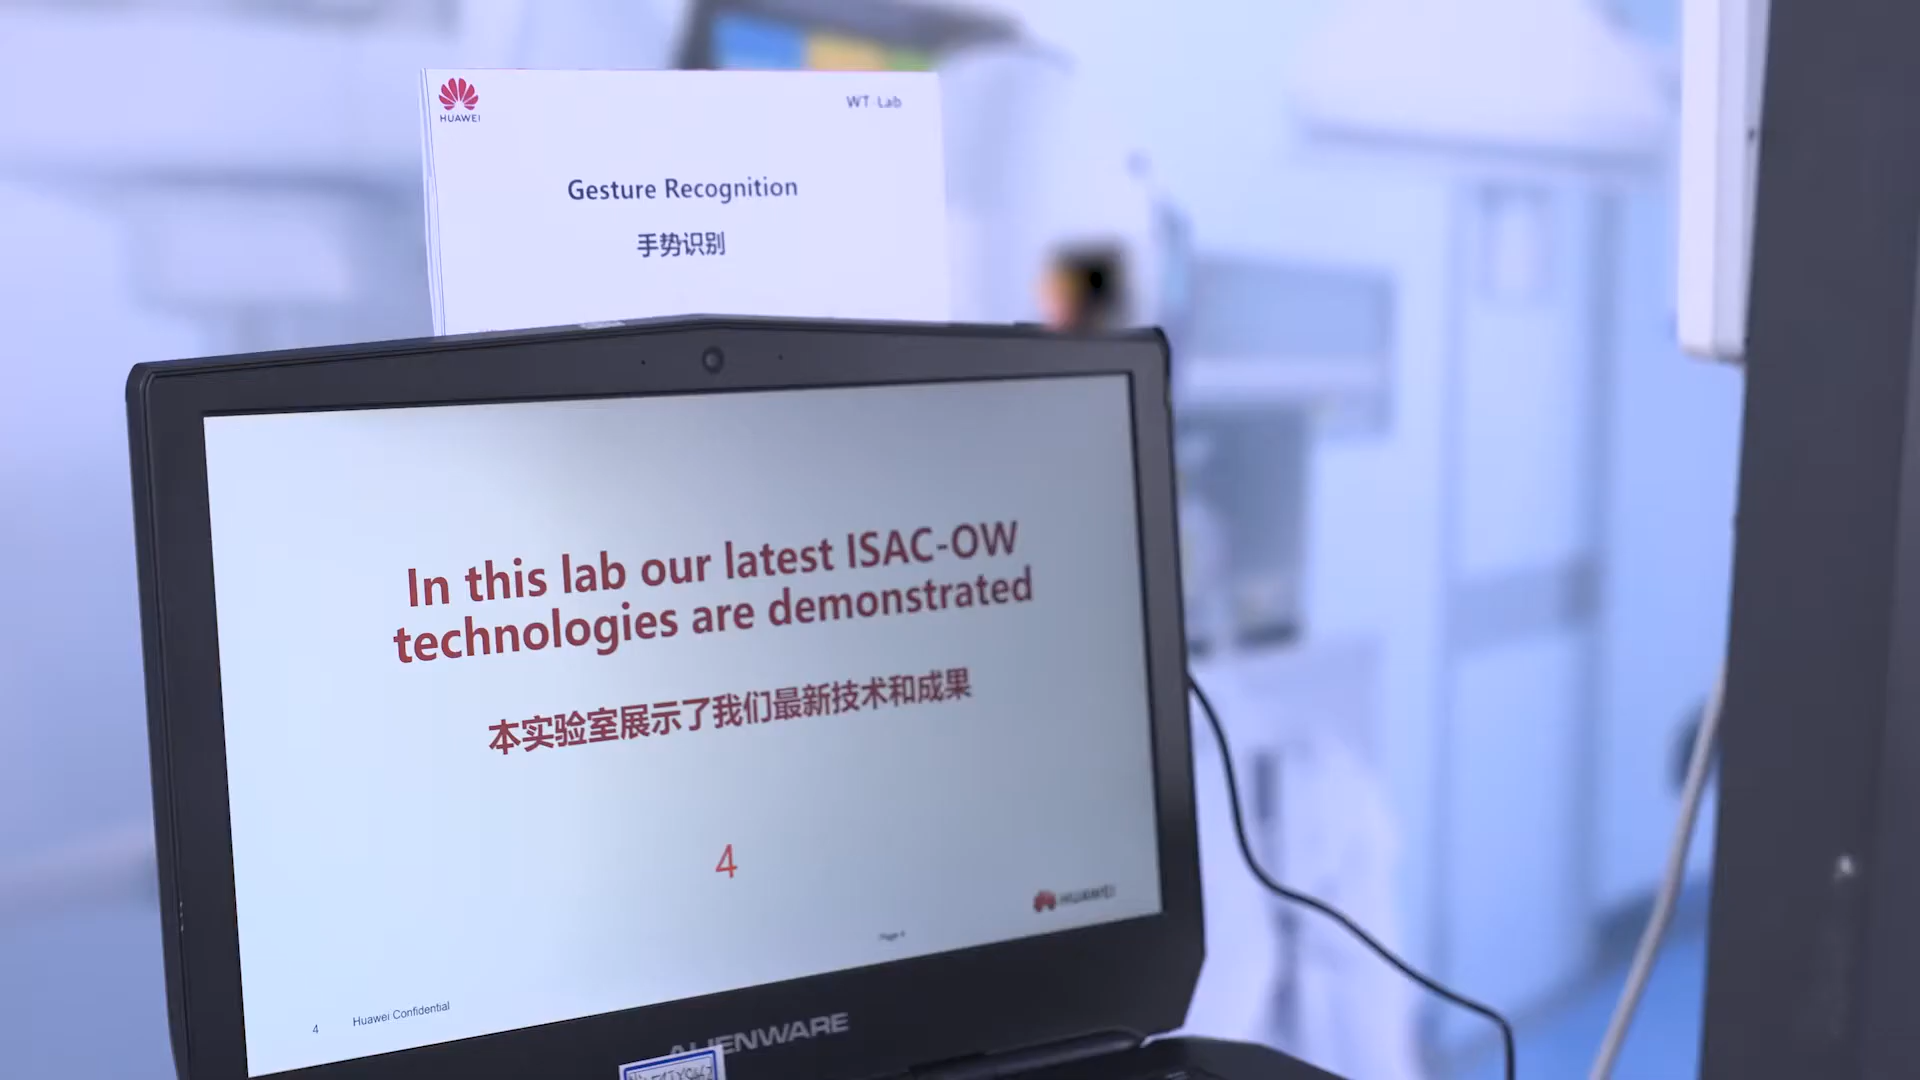 HUAWEI
WT Lab
Gesture Recognition
手势识别
In this lab our latest ISAC-OW
technologies are demonstrated
本实验室展示了我们最新技术和成果
4
HUAWEI
Page 4
4 Huawei Confidential
ALIENWARE